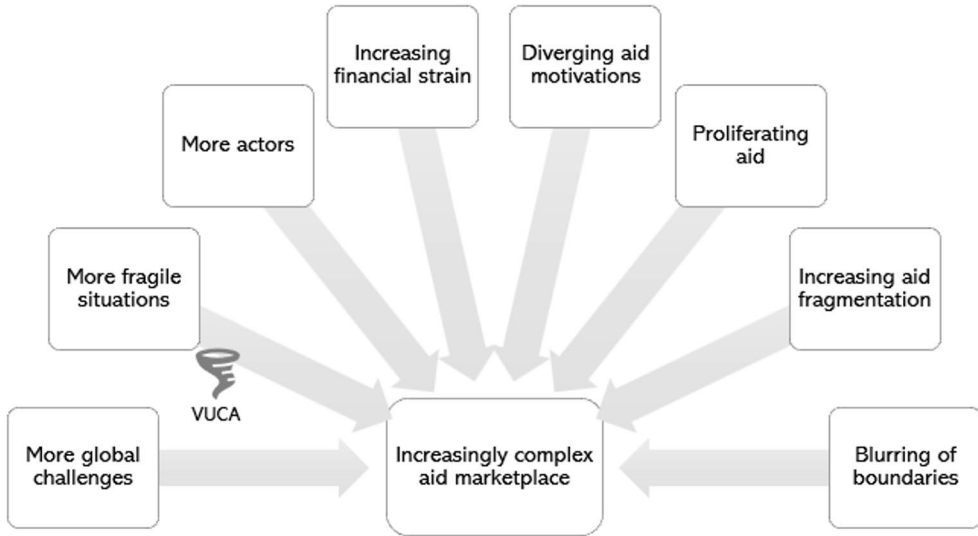 Increasing
financial strain
Diverging aid
motivations
More actors
Proliferating
aid
More fragile
situations
Increasing aid
fragmentation
VUCA
More global
challenges
Increasingly complex
aid marketplace
Blurring of
boundaries